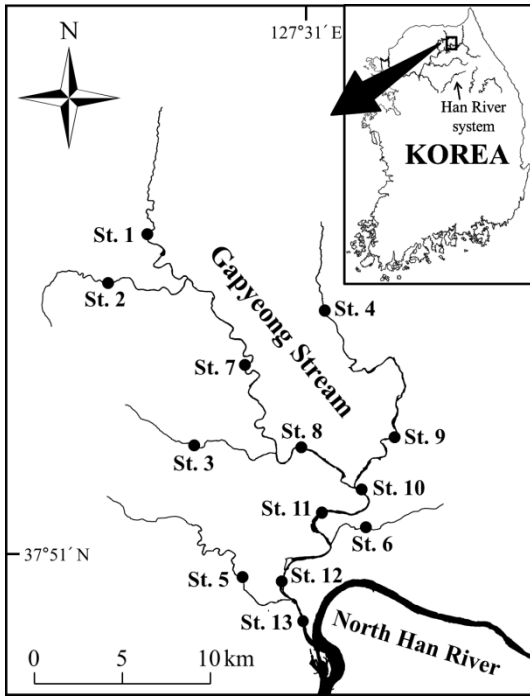 127°31´ E
N
Han River
system
KOREA
St. 1
St. 2
Gapyeong Stream
St. 4
St. 7
St. 8
St. 9
St. 3
St. 10
St. 11
St. 6
37°51´ N
St. 5
St. 12
St. 13
North Han River
0 5 10 km